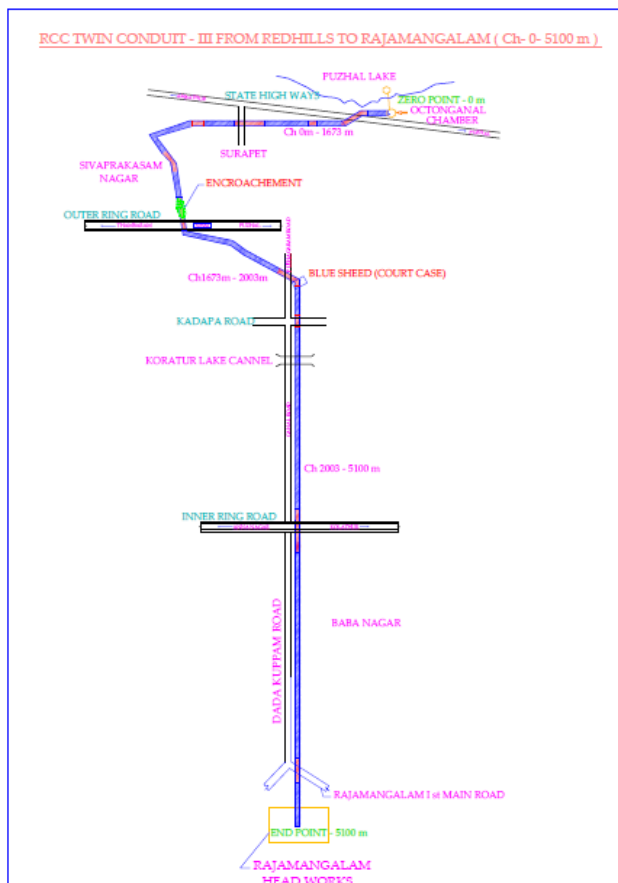 RCC TWIN CONDUIT - III FROM REDHILLS TO RAJAMANGALAM ( Ch- 0- 5100 m )
PUZHAL LAKE
STATE HIGH WAYS
ZERO POINT - 0 m
OCTONGANAL
CHAMBER
Ch 0m - 1673 m
SURAPET
SIVAPRAKASAM
NAGAR
ENCROACHEMENT
OUTER RING ROAD
Ch1673m - 2003m
BLUE SHEED (COURT CASE)
KADAPA ROAD
KORATUR LAKE CANNEL
Ch 2003 - 5100 m
INNER RING ROAD
BABA NAGAR
DADA KUPPAM ROAD
RAJAMANGALAM I st MAIN ROAD
END POINT - 5100 m
RAJAMANGALAM
HEAD WORKS